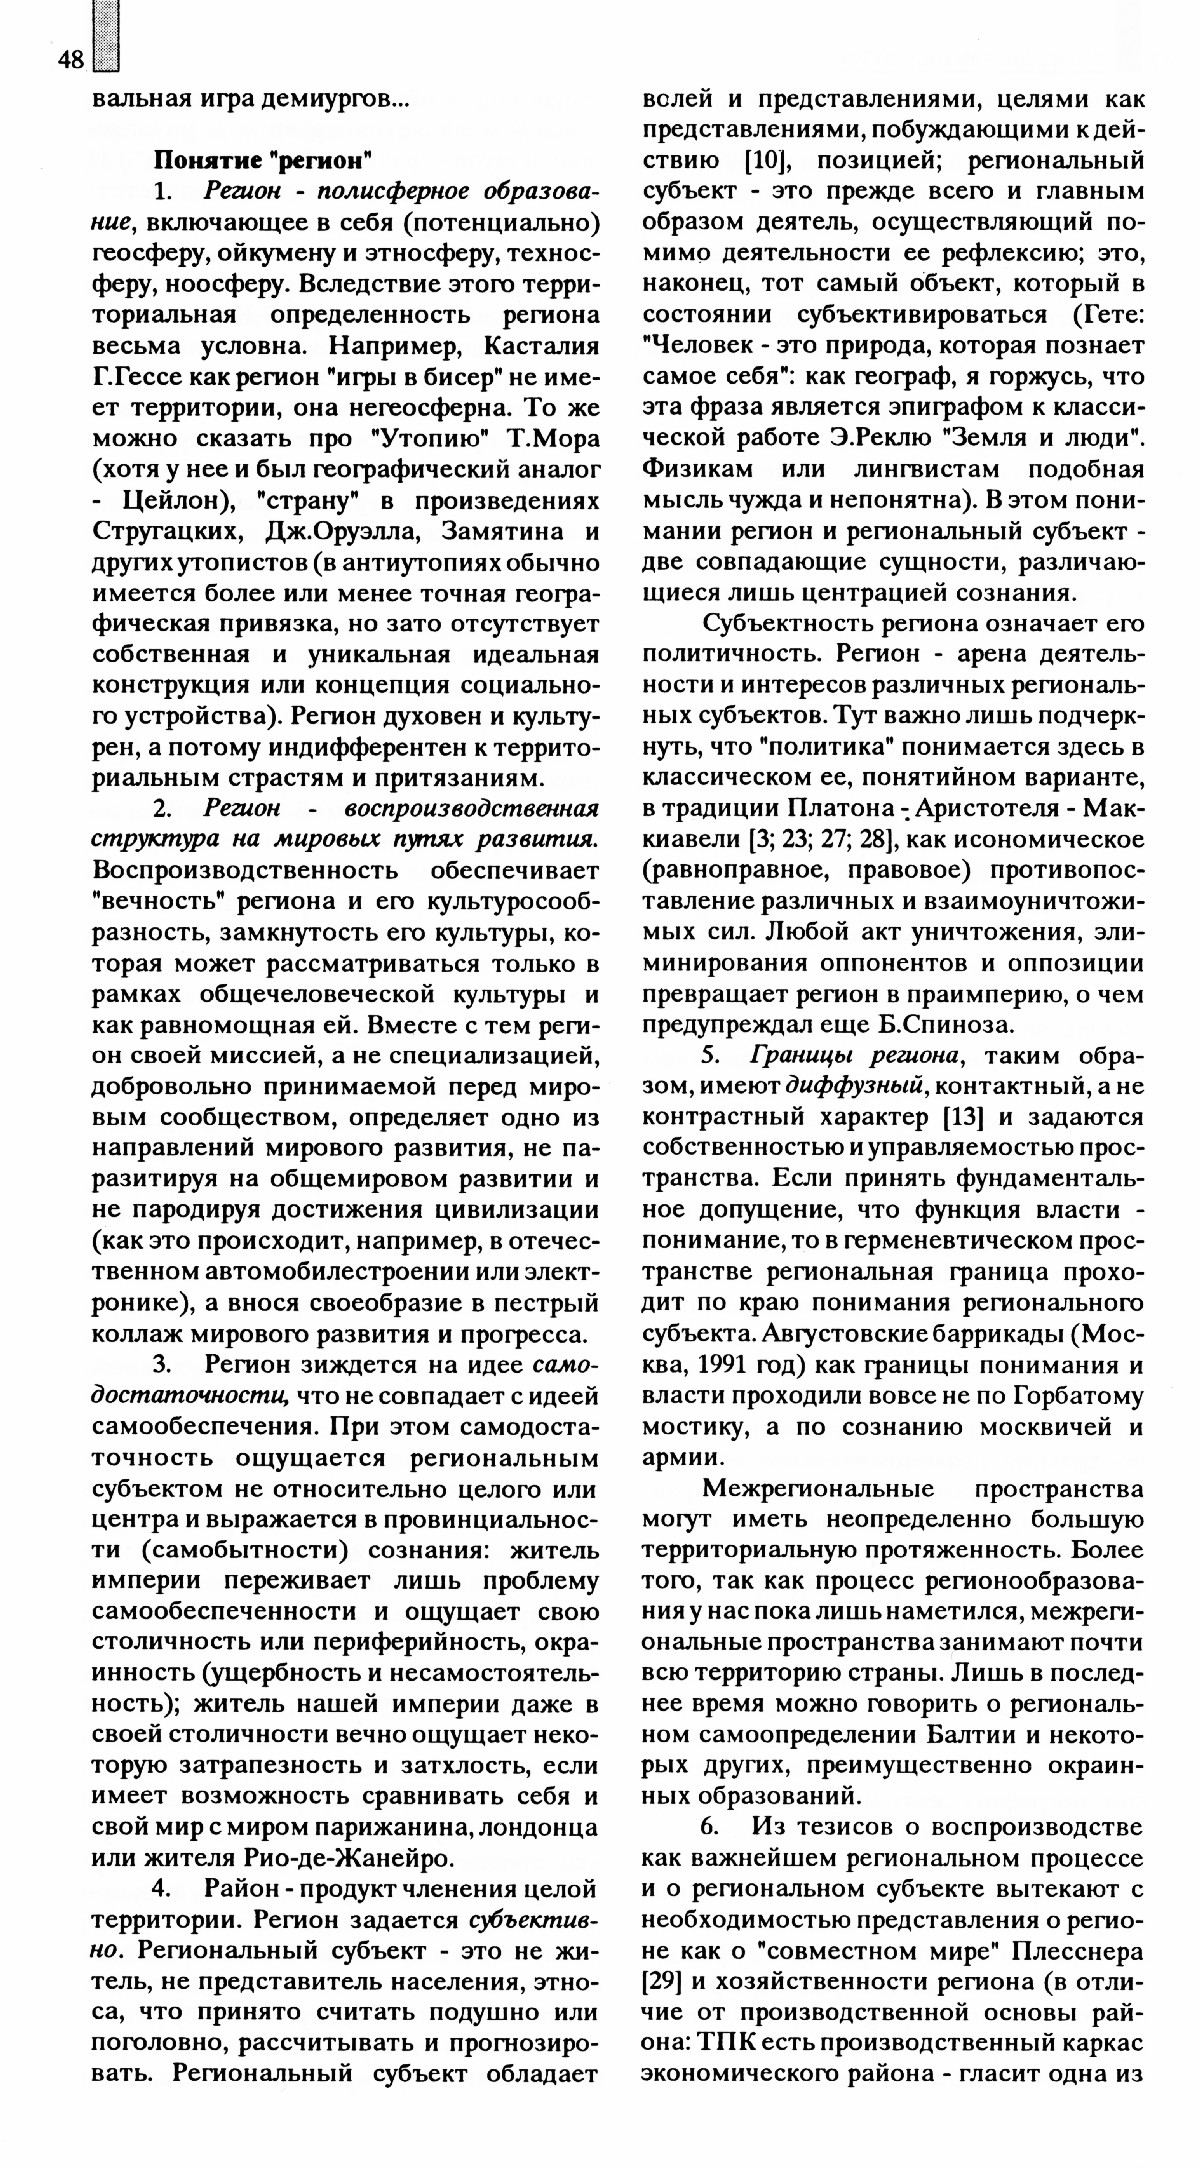 48
вальная игра демиургов...
Понятие "регион"
1. Регион - полисферное образова-
ние, включающее в себя (потенциально)
геосферу, ойкумену и этносферу, технос-
феру, ноосферу. Вследствие этого терри-
ториальная определенность региона
весьма условна. Например, Касталия
Г.Гессе как регион "игры в бисер" не име-
ет территории, она негеосферна. То же
можно сказать про "Утопию" Т.Мора
(хотя у нее и был географический аналог
- Цейлон), "страну" в произведениях
Стругацких, Дж.Оруэлла, Замятина и
других утопистов (в антиутопиях обычно
имеется более или менее точная геогра-
фическая привязка, но зато отсутствует
собственная и уникальная идеальная
конструкция или концепция социально-
го устройства). Регион духовен и культу-
рен, а потому индифферентен к террито-
риальным страстям и притязаниям.
2. Регион - воспроизводственная
структура на мировых путях развития.
Воспроизводственность обеспечивает
"вечность" региона и его культуросооб-
разность, замкнутость его культуры, ко-
торая может рассматриваться только в
рамках общечеловеческой культуры и
как равномощная ей. Вместе с тем реги-
он своей миссией, а не специализацией,
добровольно принимаемой перед миро-
вым сообществом, определяет одно из
направлений мирового развития, не па-
разитируя на общемировом развитии и
не пародируя достижения цивилизации
(как это происходит, например, в отечес-
твенном автомобилестроении или элект-
ронике), а внося своеобразие в пестрый
коллаж мирового развития и прогресса.
3. Регион зиждется на идее само-
достаточности, что не совпадает с идеей
самообеспечения. При этом самодоста-
точность ощущается региональным
субъектом не относительно целого или
центра и выражается в провинциальнос-
ти (самобытности) сознания: житель
империи переживает лишь проблему
самообеспеченности и ощущает свою
столичность или периферийность, окра-
инность (ущербность и несамостоятель-
ность); житель нашей империи даже в
своей столичности вечно ощущает неко-
торую затрапезность и затхлость, если
имеет возможность сравнивать себя и
свой мир с миром парижанина, лондонца
или жителя Рио-де-Жанейро.
4. Район - продукт членения целой
территории. Регион задается субъектив-
но. Региональный субъект - это не жи-
тель, не представитель населения, этно-
са, что принято считать подушно или
поголовно, рассчитывать и прогнозиро-
вать. Региональный субъект обладает
волей и представлениями, целями как
представлениями, побуждающими к дей-
ствию [10], позицией; региональный
субъект - это прежде всего и главным
образом деятель, осуществляющий по-
мимо деятельности ее рефлексию; это,
наконец, тот самый объект, который в
состоянии субъективироваться (Гете:
"Человек - это природа, которая познает
самое себя": как географ, я горжусь, что
эта фраза является эпиграфом к класси-
ческой работе Э.Реклю "Земля и люди".
Физикам или лингвистам подобная
мысль чужда и непонятна). В этом пони-
мании регион и региональный субъект -
две совпадающие сущности, различаю-
щиеся лишь центрацией сознания.
Субъектность региона означает его
политичность. Регион - арена деятель-
ности и интересов различных региональ-
ных субъектов. Тут важно лишь подчерк-
нуть, что "политика" понимается здесь в
классическом ее, понятийном варианте,
в традиции Платона - Аристотеля - Мак-
киавели [3; 23; 27; 28], как исономическое
(равноправное, правовое) противопос-
тавление различных и взаимоуничтожи-
мых сил. Любой акт уничтожения, эли-
минирования оппонентов и оппозиции
превращает регион в праимперию, о чем
предупреждал еще Б.Спиноза.
5. Границы региона, таким обра-
зом, имеют диффузный, контактный, а не
контрастный характер [13] и задаются
собственностью и управляемостью прос-
транства. Если принять фундаменталь-
ное допущение, что функция власти -
понимание, то в герменевтическом прос-
транстве региональная граница прохо-
дит по краю понимания регионального
субъекта. Августовские баррикады (Мос-
ква, 1991 год) как границы понимания и
власти проходили вовсе не по Горбатому
мостику, а по сознанию москвичей и
армии.
Межрегиональные пространства
могут иметь неопределенно большую
территориальную протяженность. Более
того, так как процесс регионообразова-
ния у нас пока лишь наметился, межреги-
ональные пространства занимают почти
всю территорию страны. Лишь в послед-
нее время можно говорить о региональ-
ном самоопределении Балтии и некото-
рых других, преимущественно окраин-
ных образований.
6. Из тезисов о воспроизводстве
как важнейшем региональном процессе
и о региональном субъекте вытекают с
необходимостью представления о регио-
не как о "совместном мире" Плесснера
[29] и хозяйственности региона (в отли-
чие от производственной основы рай-
она: ТПК есть производственный каркас
экономического района - гласит одна из